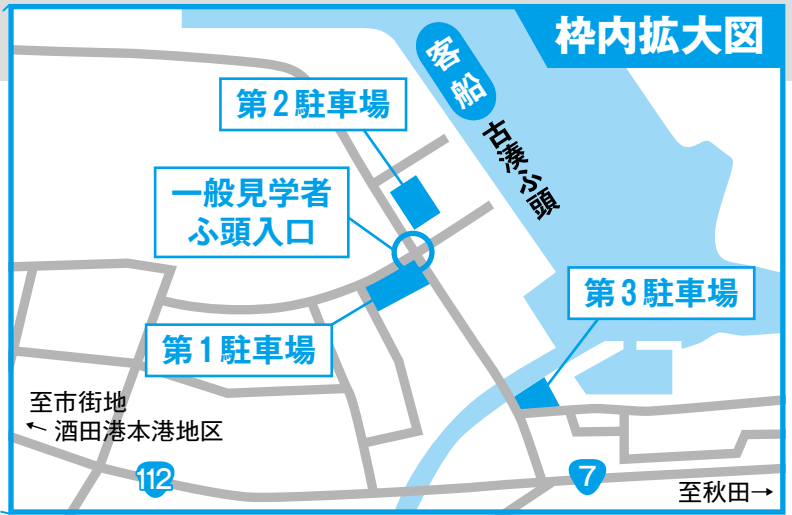 枠内拡大図
客船
古湊ふ頭
第2駐車場
一般見学者
ふ頭入口
第3駐車場
第1駐車場
至市街地
← 酒田港本港地区
112
7
至秋田→